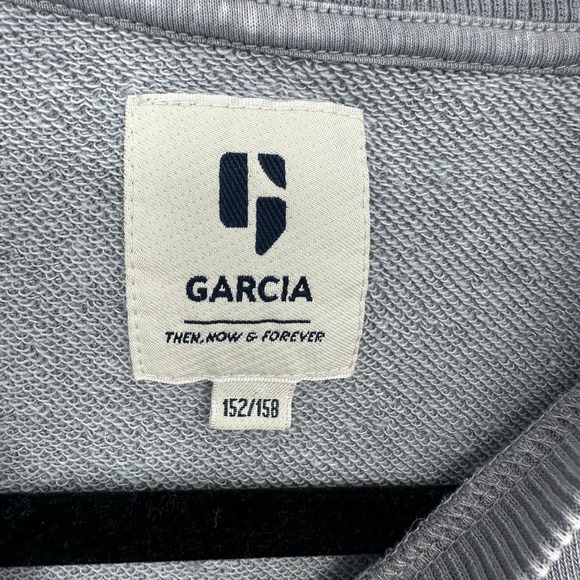 GARCIA
THEN, NOW & FOREVER
152/158